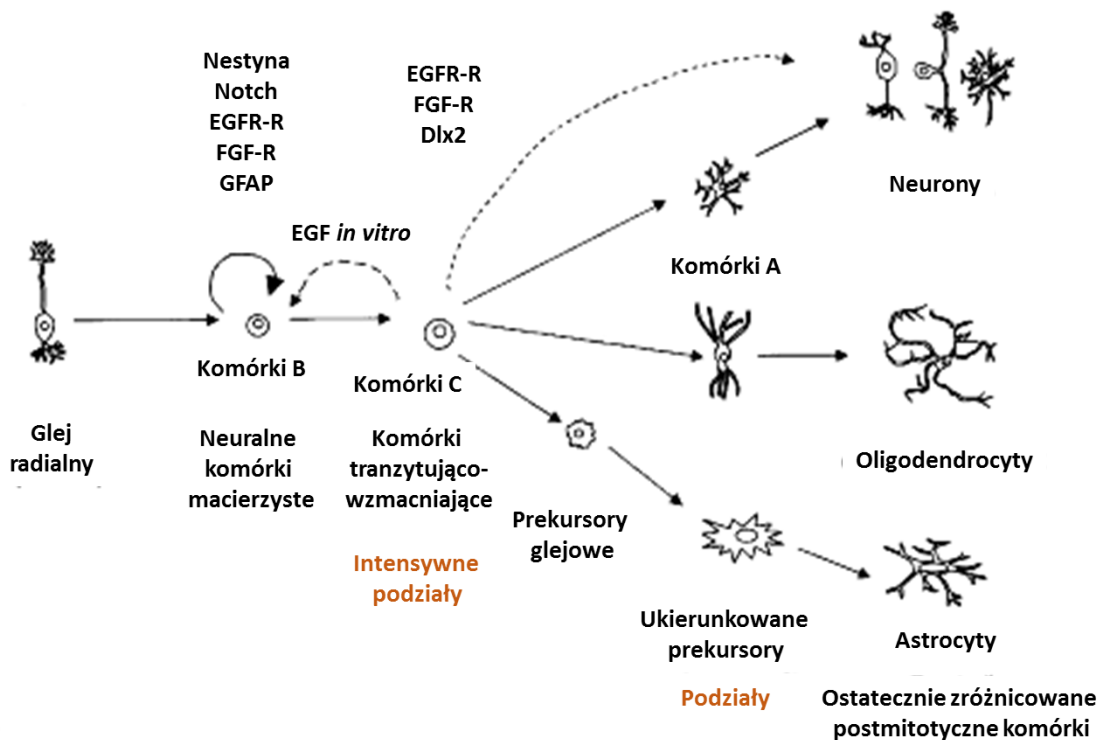 Nestyna
Notch
EGFR-R
FGF-R
GFAP
EGFR-R
FGF-R
Dlx2
Neurony
EGF in vitro
Komórki A
Komórki B
Komórki C
Glej
radialny
Neuralne
komórki
macierzyste
Komórki
tranzytująco-
wzmacniające
Intensywne
podziały
Oligodendrocyty
Prekursory
glejowe
Ukierunkowane
prekursory
Podziały
Astrocyty
Ostatecznie zróżnicowane
postmitotyczne komórki